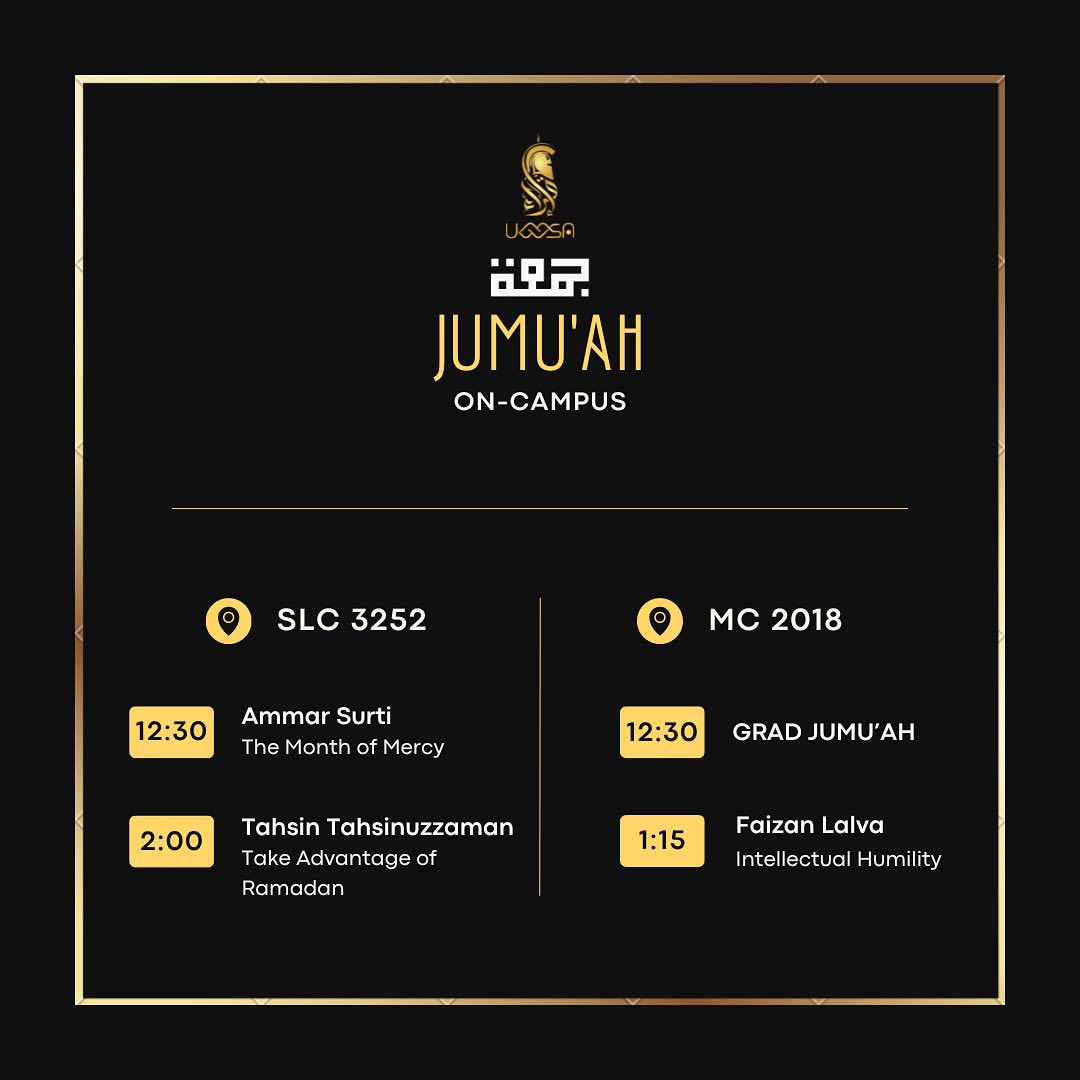 جمعة
JUMU'AH
ON-CAMPUS
SLC 3252
12:30
Ammar Surti
The Month of Mercy
2:00
Tahsin Tahsinuzzaman
Take Advantage of
Ramadan
MC 2018
12:30
GRAD JUMU’AH
1:15
Faizan Lalva
Intellectual Humility